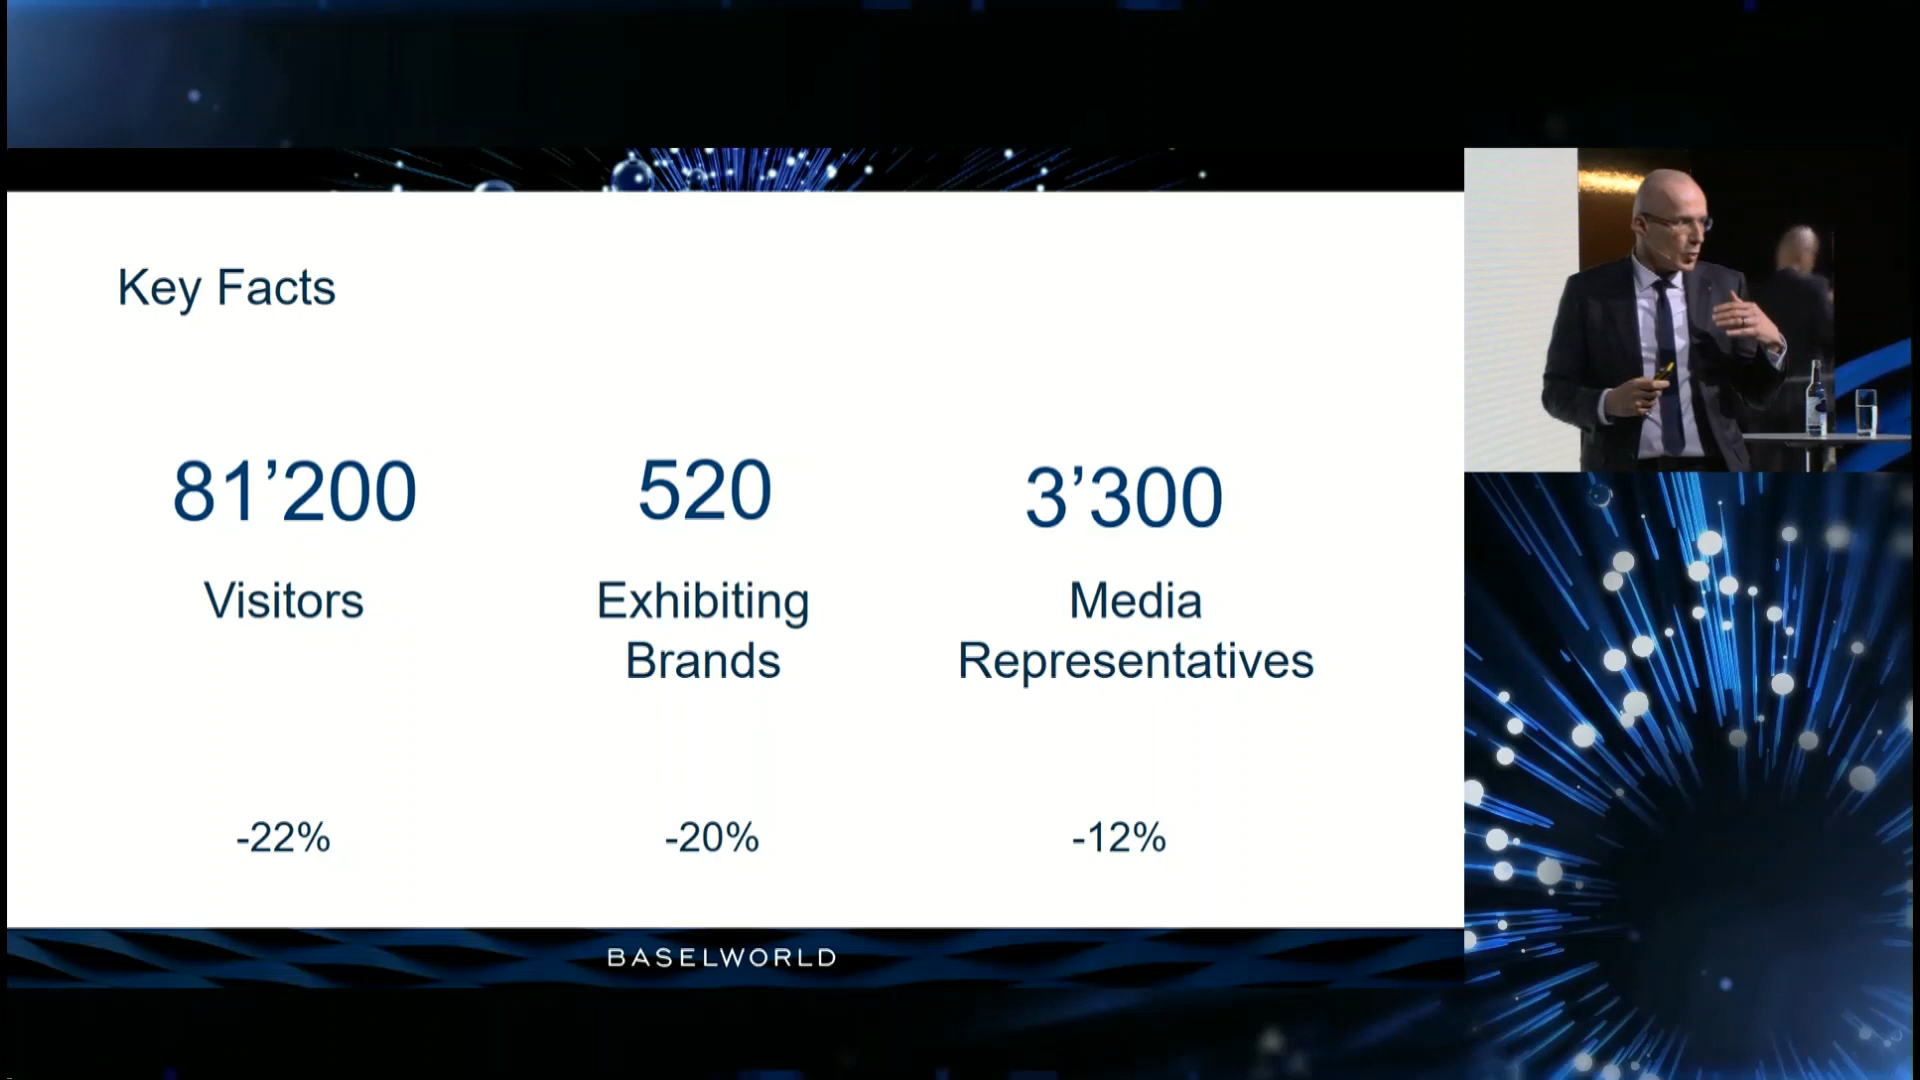 Key Facts
81’200
520
3’300
Visitors
Exhibiting
Brands
Media
Representatives
-22%
-20%
-12%
BASELWORLD